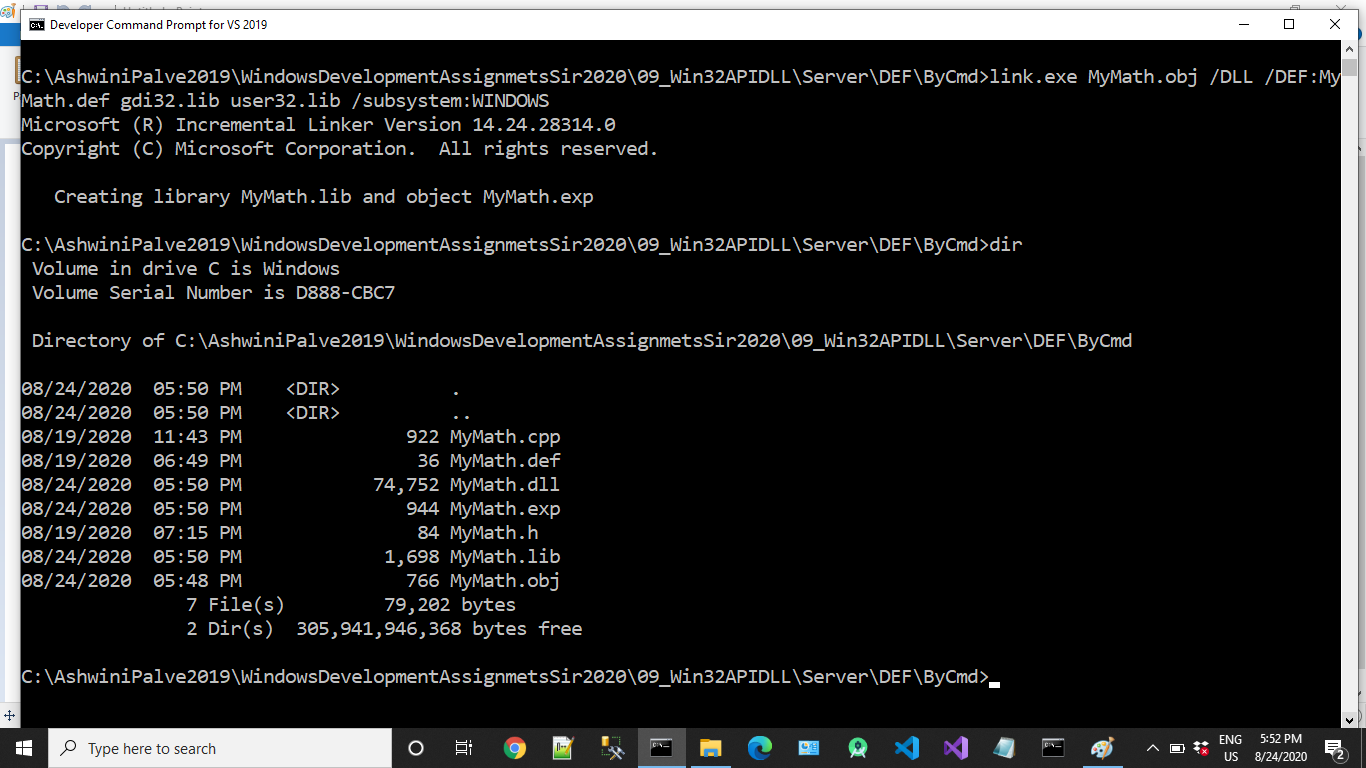 Developer Command Prompt for VS 2019
C:\AshwiniPalve2019\WindowsDevelopmentAssignmetsSir2020\09_Win32APIDLL\Server\DEF\ByCmd>link.exe MyMath.obj /DLL /DEF:My
Math.def gdi32.lib user32.lib /subsystem:WINDOWS
Microsoft (R) Incremental Linker Version 14.24.28314.0
Copyright (C) Microsoft Corporation.  All rights reserved.
   Creating library MyMath.lib and object MyMath.exp
C:\AshwiniPalve2019\WindowsDevelopmentAssignmetsSir2020\09_Win32APIDLL\Server\DEF\ByCmd>dir
 Volume in drive C is Windows
 Volume Serial Number is D888-CBC7
 Directory of C:\AshwiniPalve2019\WindowsDevelopmentAssignmetsSir2020\09_Win32APIDLL\Server\DEF\ByCmd
08/24/2020  05:50 PM    <DIR>          .
08/24/2020  05:50 PM    <DIR>          ..
08/19/2020  11:43 PM               922 MyMath.cpp
08/19/2020  06:49 PM                36 MyMath.def
08/24/2020  05:50 PM            74,752 MyMath.dll
08/24/2020  05:50 PM               944 MyMath.exp
08/19/2020  07:15 PM                84 MyMath.h
08/24/2020  05:50 PM             1,698 MyMath.lib
08/24/2020  05:48 PM               766 MyMath.obj
               7 File(s)         79,202 bytes
               2 Dir(s)  305,941,946,368 bytes free
C:\AshwiniPalve2019\WindowsDevelopmentAssignmetsSir2020\09_Win32APIDLL\Server\DEF\ByCmd>
Type here to search
ENG
US
5:52 PM
8/24/2020
2